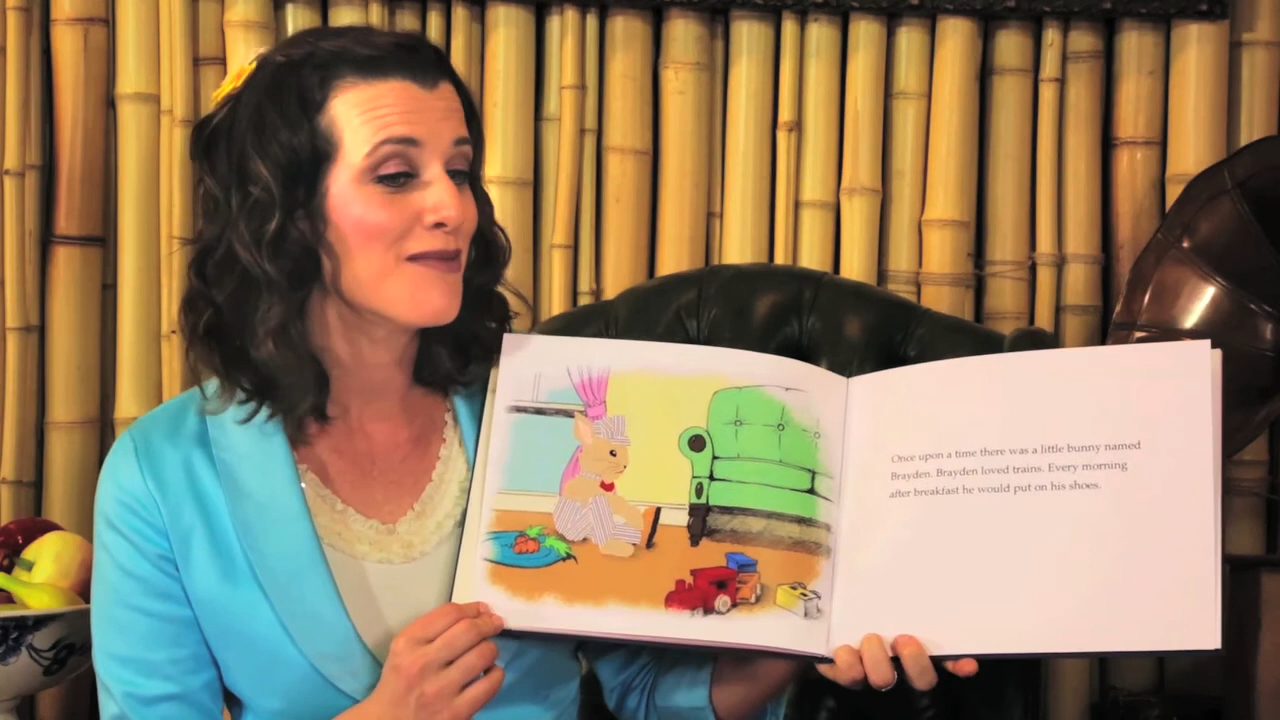 Once upon a time there was a little bunny named
Brayden. Brayden loved trains. Every morning
after breakfast he would put on his shoes.